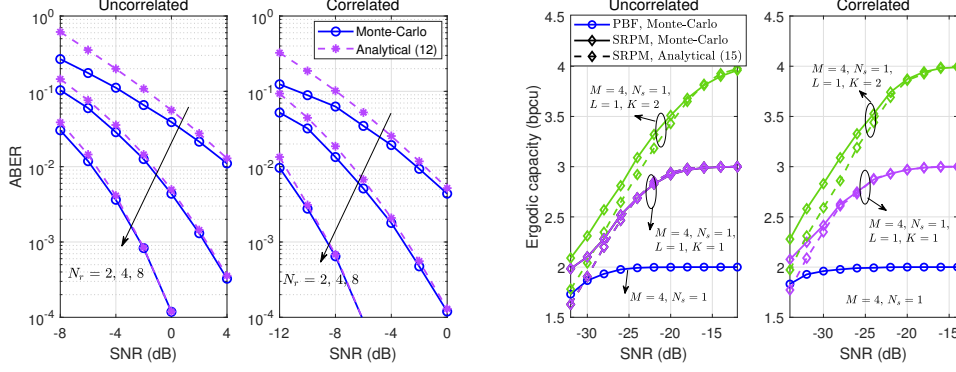 Uncorrelated
10^0
10^-1
10^-2
10^-3
10^-4
ABER
N_r = 2, 4, 8
-8
-4
0
4
SNR (dB)
Correlated
Monte-Carlo
Analytical (12)
10^0
10^-1
10^-2
10^-3
10^-4
N_r = 2, 4, 8
-12
-8
-4
0
SNR (dB)
Uncorrelated
PBF, Monte-Carlo
SRPM, Monte-Carlo
SRPM, Analytical (15)
4
3.5
3
2.5
2
1.5
Ergodic capacity (bpcu)
M = 4, N_s = 1,
L = 1, K = 2
M = 4, N_s = 1,
L = 1, K = 1
M = 4, N_s = 1
-30
-25
-20
-15
SNR (dB)
Correlated
4
3.5
3
2.5
2
1.5
M = 4, N_s = 1,
L = 1, K = 2
M = 4, N_s = 1,
L = 1, K = 1
M = 4, N_s = 1
-30
-25
-20
-15
SNR (dB)